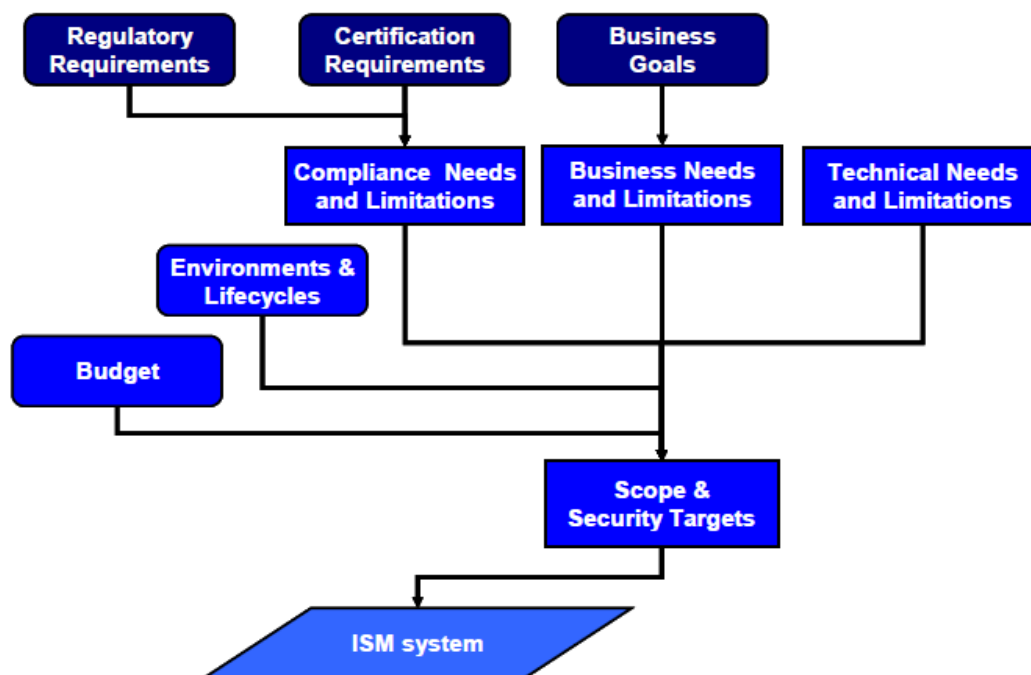 Regulatory
Requirements
Certification
Requirements
Business
Goals
Compliance Needs
and Limitations
Business Needs
and Limitations
Technical Needs
and Limitations
Environments &
Lifecycles
Budget
Scope &
Security Targets
ISM system